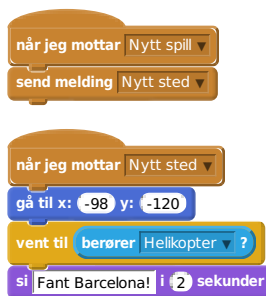 når jeg mottar Nytt spill
send melding Nytt sted
når jeg mottar Nytt sted
gå til x: -98 y: -120
vent til berører Helikopter ?
si Fant Barcelona! i 2 sekunder